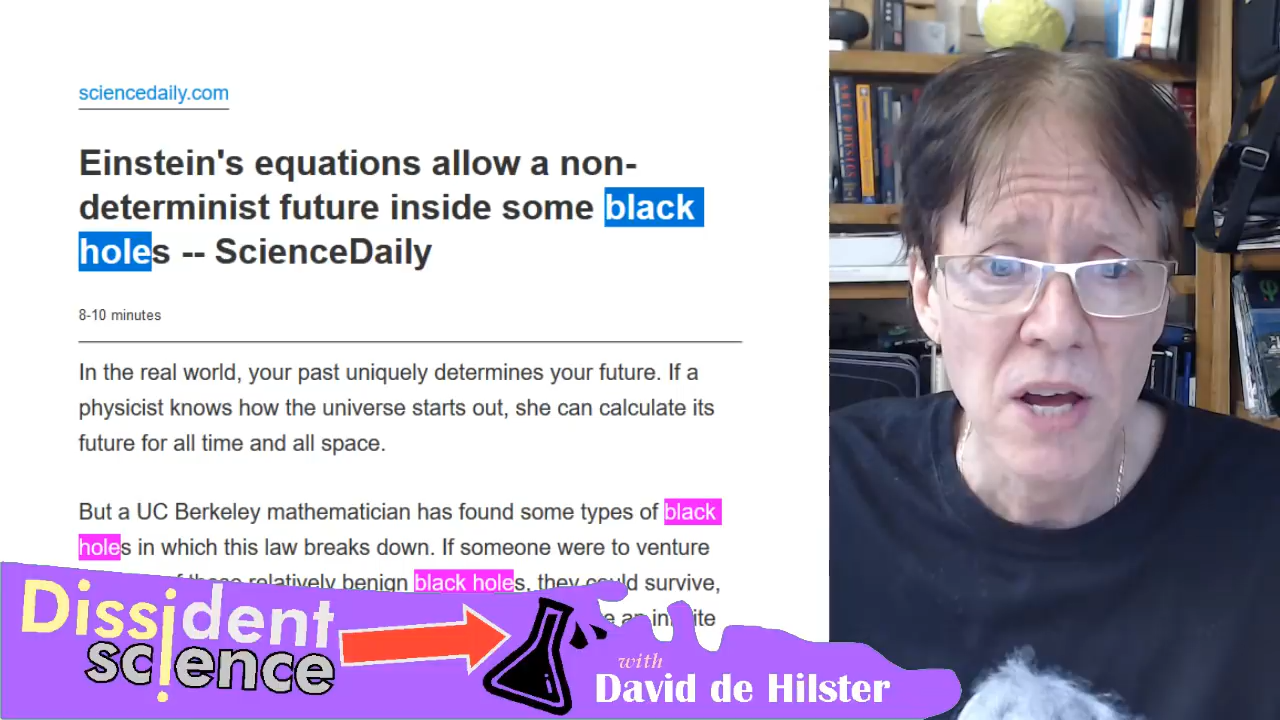 sciencedaily.com
Einstein's equations allow a non-
determinist future inside some black
holes -- ScienceDaily
8-10 minutes
In the real world, your past uniquely determines your future. If a
physicist knows how the universe starts out, she can calculate its
future for all time and all space.
But a UC Berkeley mathematician has found some types of black
holes in which this law breaks down. If someone were to venture
relatively benign black holes, they could survive,
Dissident
science
with
David de Hilster
ART & PHYSICS